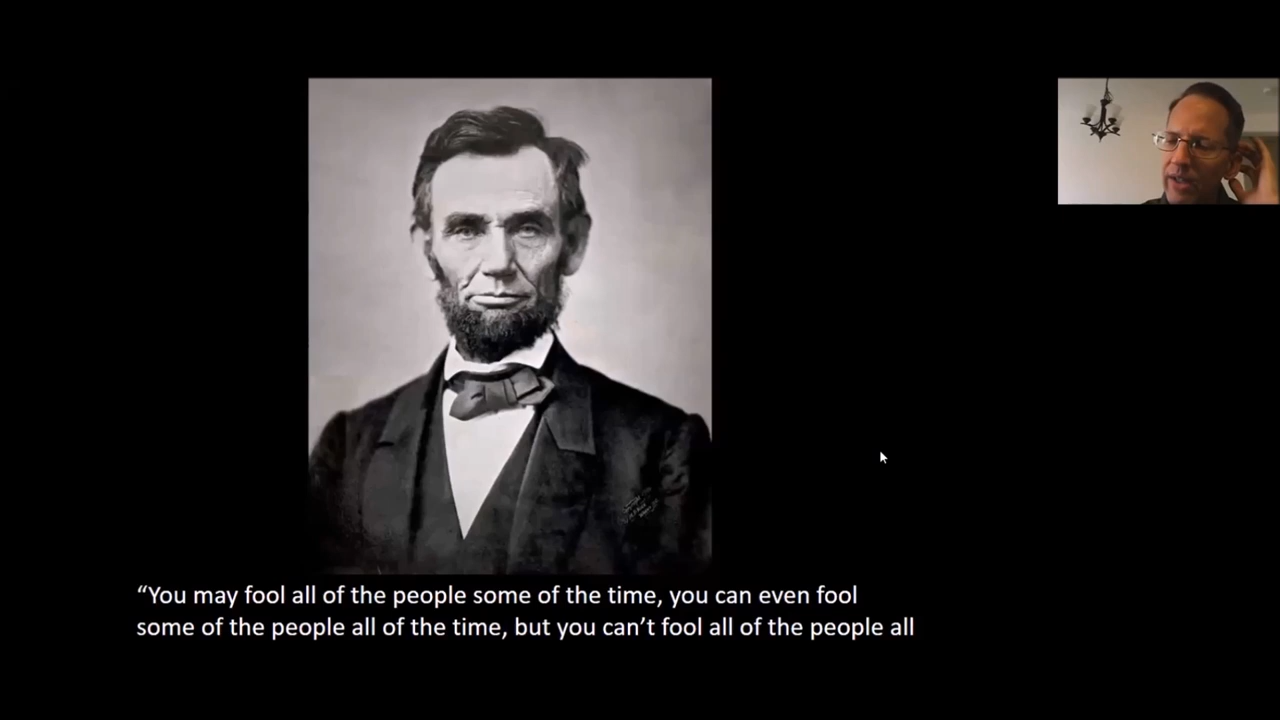 “You may fool all of the people some of the time, you can even fool
some of the people all of the time, but you can’t fool all of the people all